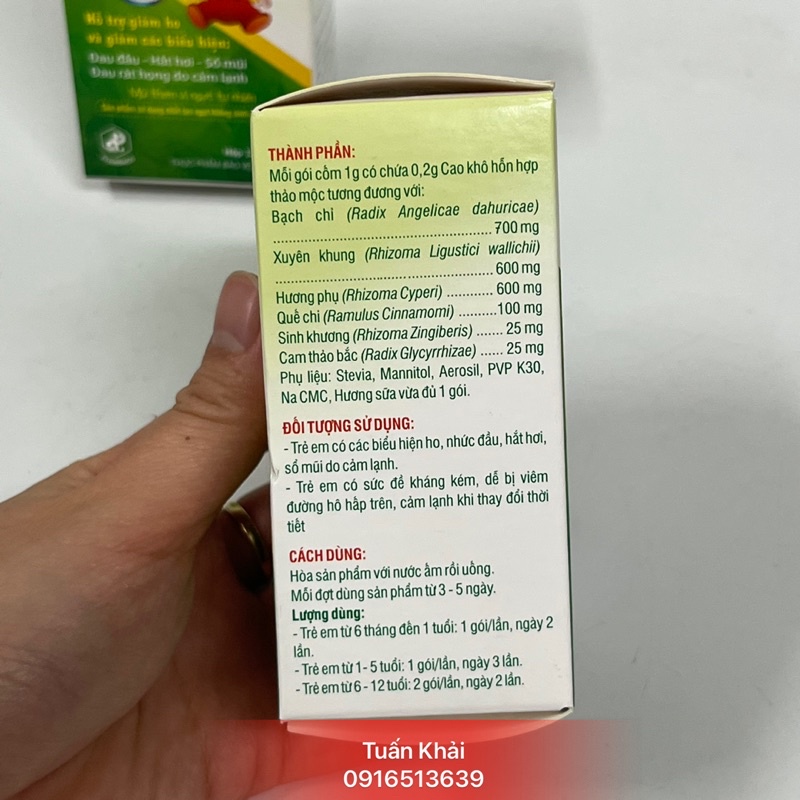 Hỗ trợ giảm ho
và giảm các biểu hiện:
Đau đầu - Hắt hơi - Sổ mũi
Đau rát họng do cảm lạnh
THÀNH PHẦN:
Mỗi gói cốm 1g có chứa 0,2g Cao khô hỗn hợp
thảo mộc tương đương với:
Bạch chỉ (Radix Angelicae dahuricae)
........................................................ 700 mg
Xuyên khung (Rhizoma Ligustici wallichii)
........................................................ 600 mg
Hương phụ (Rhizoma Cyperi) ............ 600 mg
Quế chi (Ramulus Cinnamomi) ..........100 mg
Sinh khương (Rhizoma Zingiberis) ....... 25 mg
Cam thảo bắc (Radix Glycyrrhizae) ...... 25 mg
Phụ liệu: Stevia, Mannitol, Aerosil, PVP K30,
Na CMC, Hương sữa vừa đủ 1 gói.
ĐỐI TƯỢNG SỬ DỤNG:
- Trẻ em có các biểu hiện ho, nhức đầu, hắt hơi,
sổ mũi do cảm lạnh.
- Trẻ em có sức đề kháng kém, dễ bị viêm
đường hô hấp trên, cảm lạnh khi thay đổi thời
tiết
CÁCH DÙNG:
Hòa sản phẩm với nước ấm rồi uống.
Mỗi đợt dùng sản phẩm từ 3 - 5 ngày.
Lượng dùng:
- Trẻ em từ 6 tháng đến 1 tuổi: 1 gói/lần, ngày 2
lần.
- Trẻ em từ 1- 5 tuổi: 1 gói/lần, ngày 3 lần.
- Trẻ em từ 6 - 12 tuổi: 2 gói/lần, ngày 2 lần.
Tuấn Khải
0916513639